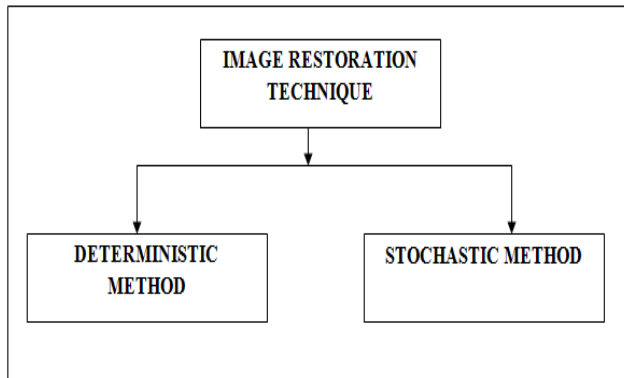 IMAGE RESTORATION
TECHNIQUE
DETERMINISTIC
METHOD
STOCHASTIC METHOD